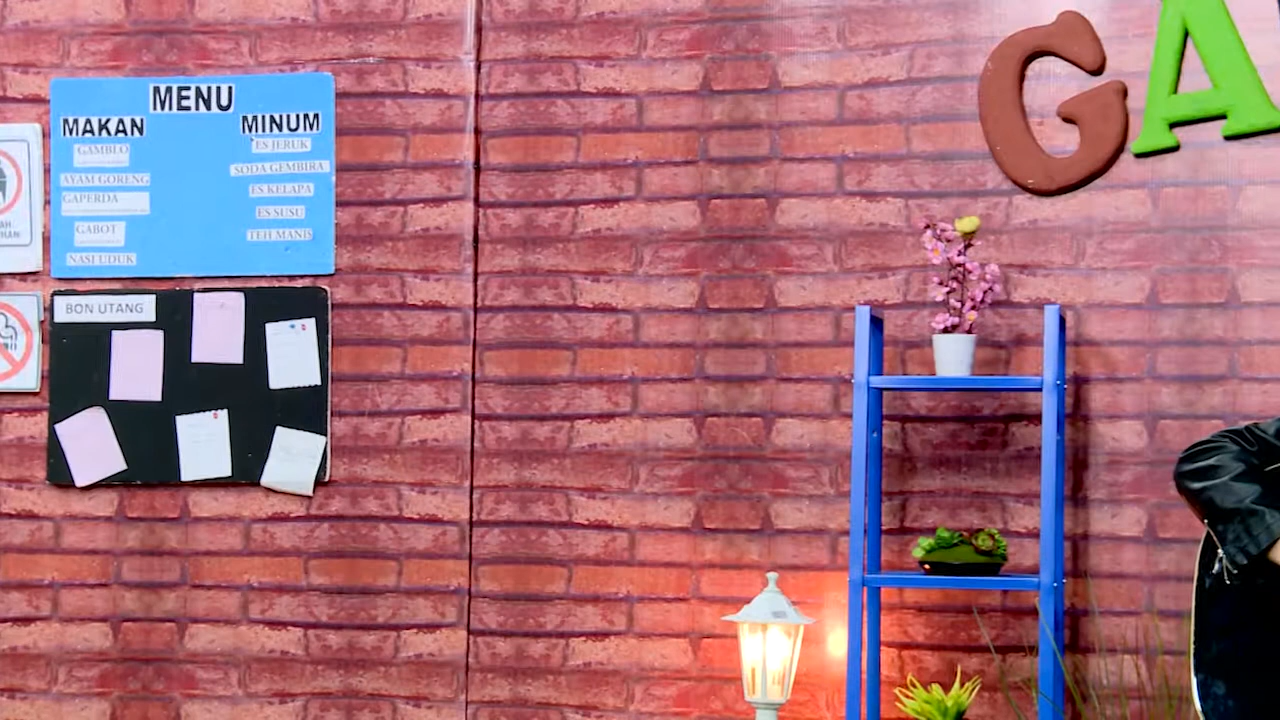 MENU
MAKAN
GAMBLO
AYAM GORENG
GAPERDA
GABOT
NASI UDUK
MINUM
ES JERUK
SODA GEMBIRA
ES KELAPA
ES SUSU
TEH MANIS
BON UTANG
GA